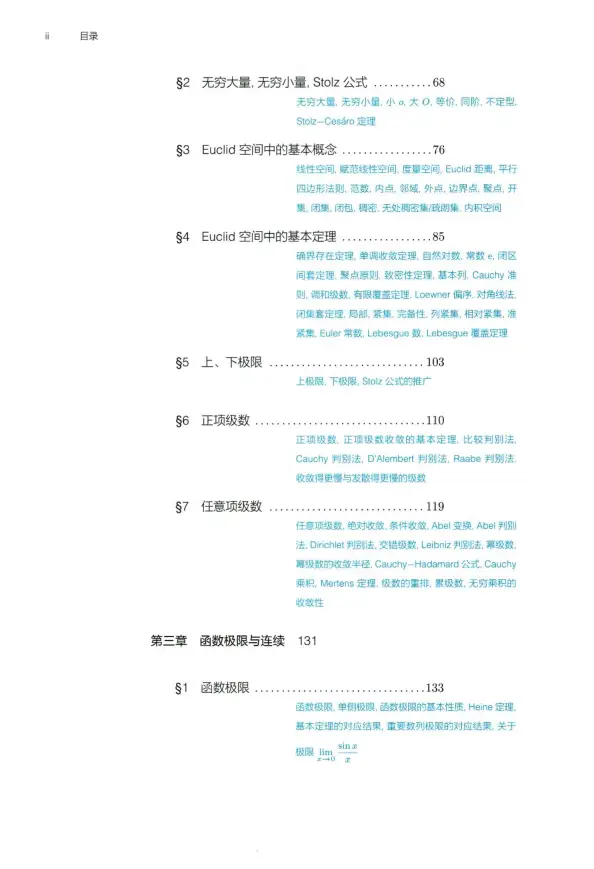 ii 目录
§2 无穷大量, 无穷小量, Stolz 公式 ...........68
无穷大量, 无穷小量, 小 o, 大 O, 等价, 同阶, 不定型,
Stolz–Cesáro 定理
§3 Euclid 空间中的基本概念 ..................76
线性空间, 赋范线性空间, 度量空间, Euclid 距离, 平行
四边形法则, 范数, 内点, 邻域, 外点, 边界点, 聚点, 开
集, 闭集, 闭包, 稠密, 无处稠密集/疏朗集, 内积空间
§4 Euclid 空间中的基本定理 .................85
确界存在定理, 单调收敛定理, 自然对数, 常数 e, 闭区
间套定理, 聚点原则, 致密性定理, 基本列, Cauchy 准
则, 调和级数, 有限覆盖定理, Loewner 偏序, 对角线法,
闭集套定理, 局部, 紧集, 完备性, 列紧集, 相对紧集, 准
紧集, Euler 常数, Lebesgue 数, Lebesgue 覆盖定理
§5 上、下极限 .............................103
上极限, 下极限, Stolz 公式的推广
§6 正项级数 ................................110
正项级数, 正项级数收敛的基本定理, 比较判别法,
Cauchy 判别法, D'Alembert 判别法, Raabe 判别法,
收敛得更慢与发散得更慢的级数
§7 任意项级数 .............................119
任意项级数, 绝对收敛, 条件收敛, Abel 变换, Abel 判别
法, Dirichlet 判别法, 交错级数, Leibniz 判别法, 幂级数,
幂级数的收敛半径, Cauchy–Hadamard 公式, Cauchy
乘积, Mertens 定理, 级数的重排, 累级数, 无穷乘积的
收敛性
第三章 函数极限与连续 131
§1 函数极限 ................................133
函数极限, 单侧极限, 函数极限的基本性质, Heine 定理,
基本定理的对应结果, 重要数列极限的对应结果, 关于
极限 lim x→0 sin x / x